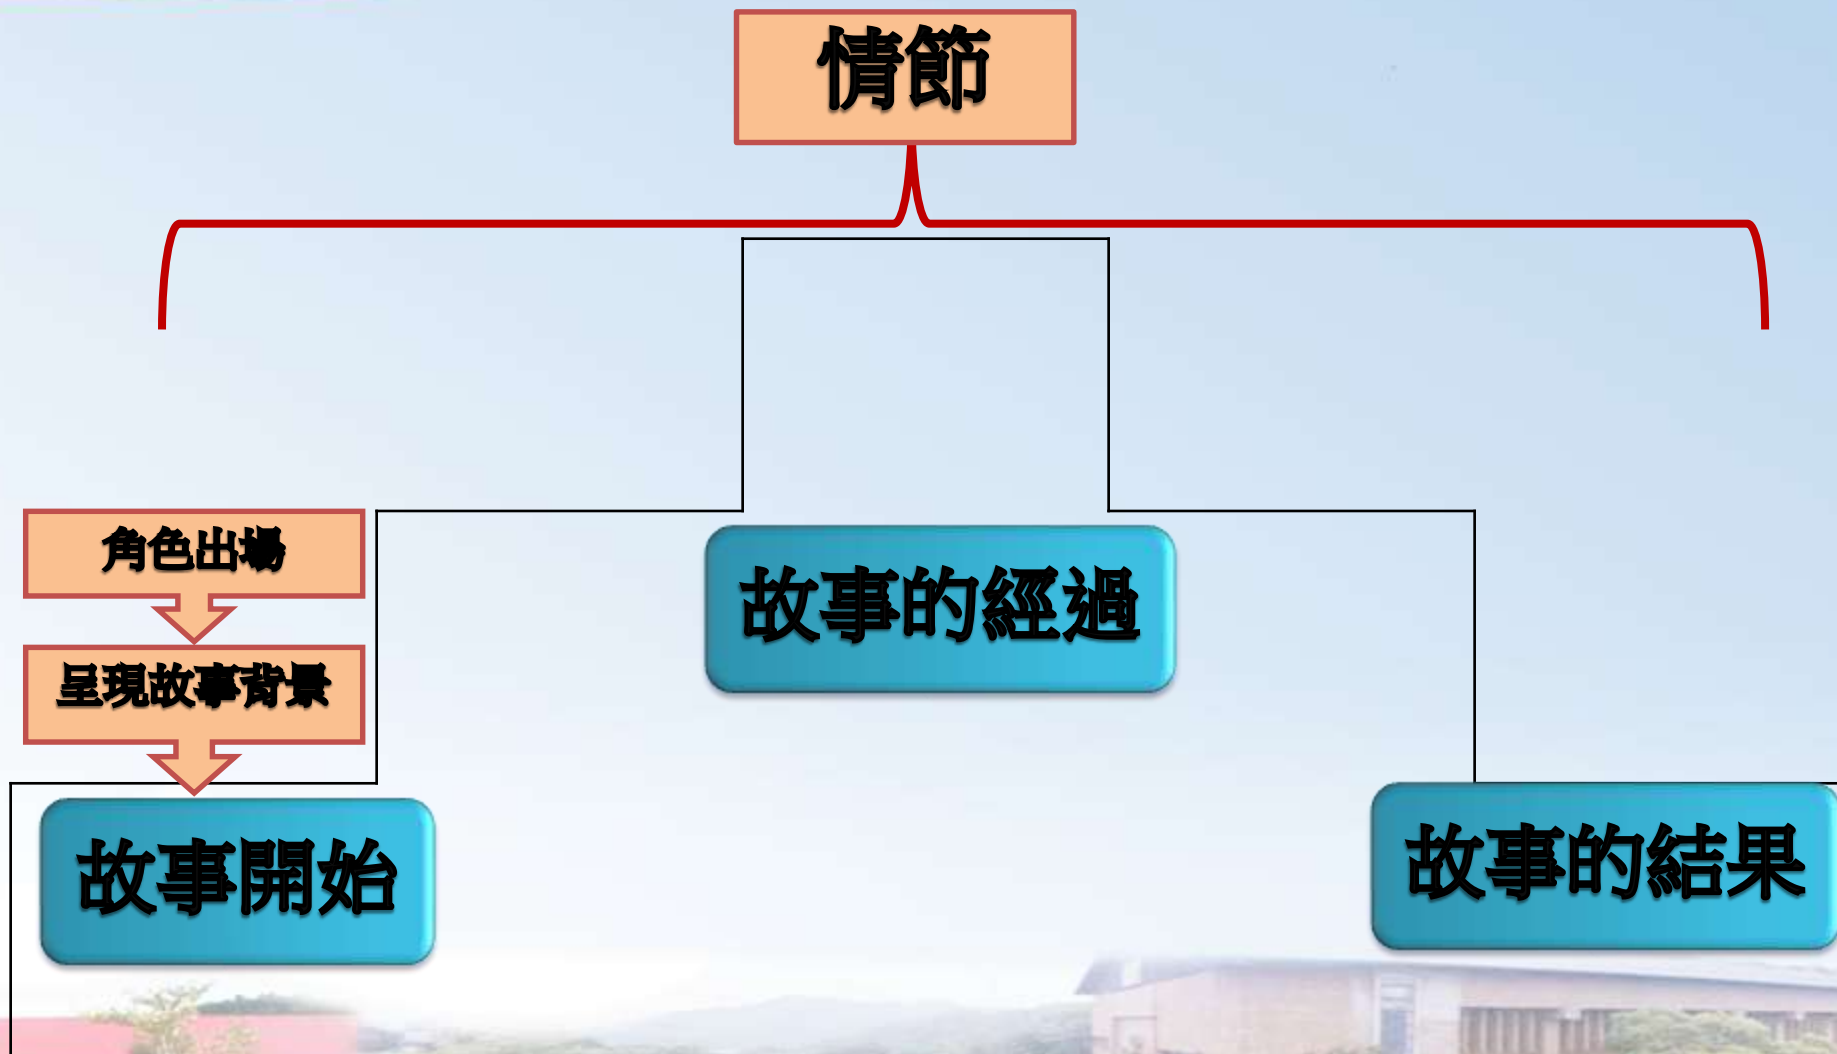 情節
角色出場
呈現故事背景
故事開始
故事的經過
故事的結果